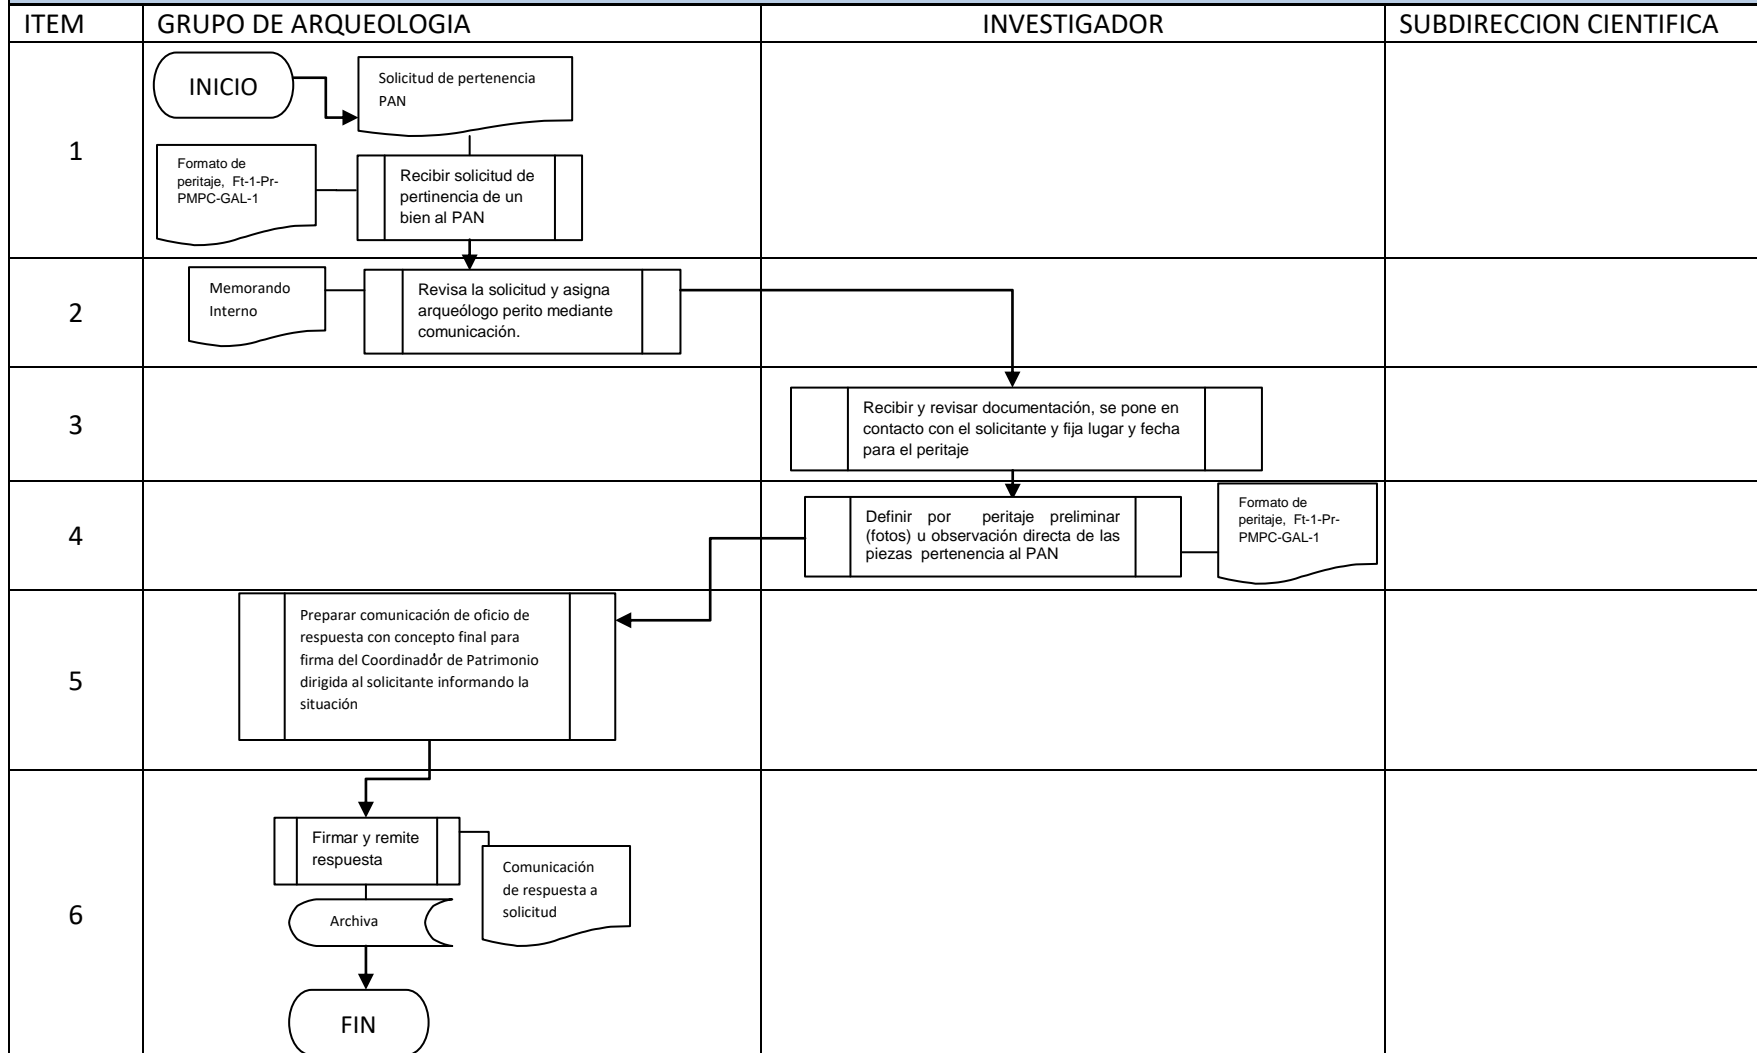 ITEM
GRUPO DE ARQUEOLOGIA
INVESTIGADOR
SUBDIRECCION CIENTIFICA
1
INICIO
Solicitud de pertenencia
PAN
Formato de
peritaje, Ft-1-Pr-
PMPC-GAL-1
Recibir solicitud de
pertinencia de un
bien al PAN
2
Memorando
Interno
Revisa la solicitud y asigna
arqueólogo perito mediante
comunicación.
3
Recibir y revisar documentación, se pone en
contacto con el solicitante y fija lugar y fecha
para el peritaje
4
Definir por peritaje preliminar
(fotos) u observación directa de las
piezas pertenencia al PAN
Formato de
peritaje, Ft-1-Pr-
PMPC-GAL-1
5
Preparar comunicación de oficio de
respuesta con concepto final para
firma del Coordinador de Patrimonio
dirigida al solicitante informando la
situación
6
Firmar y remite
respuesta
Comunicación
de respuesta a
solicitud
Archiva
FIN